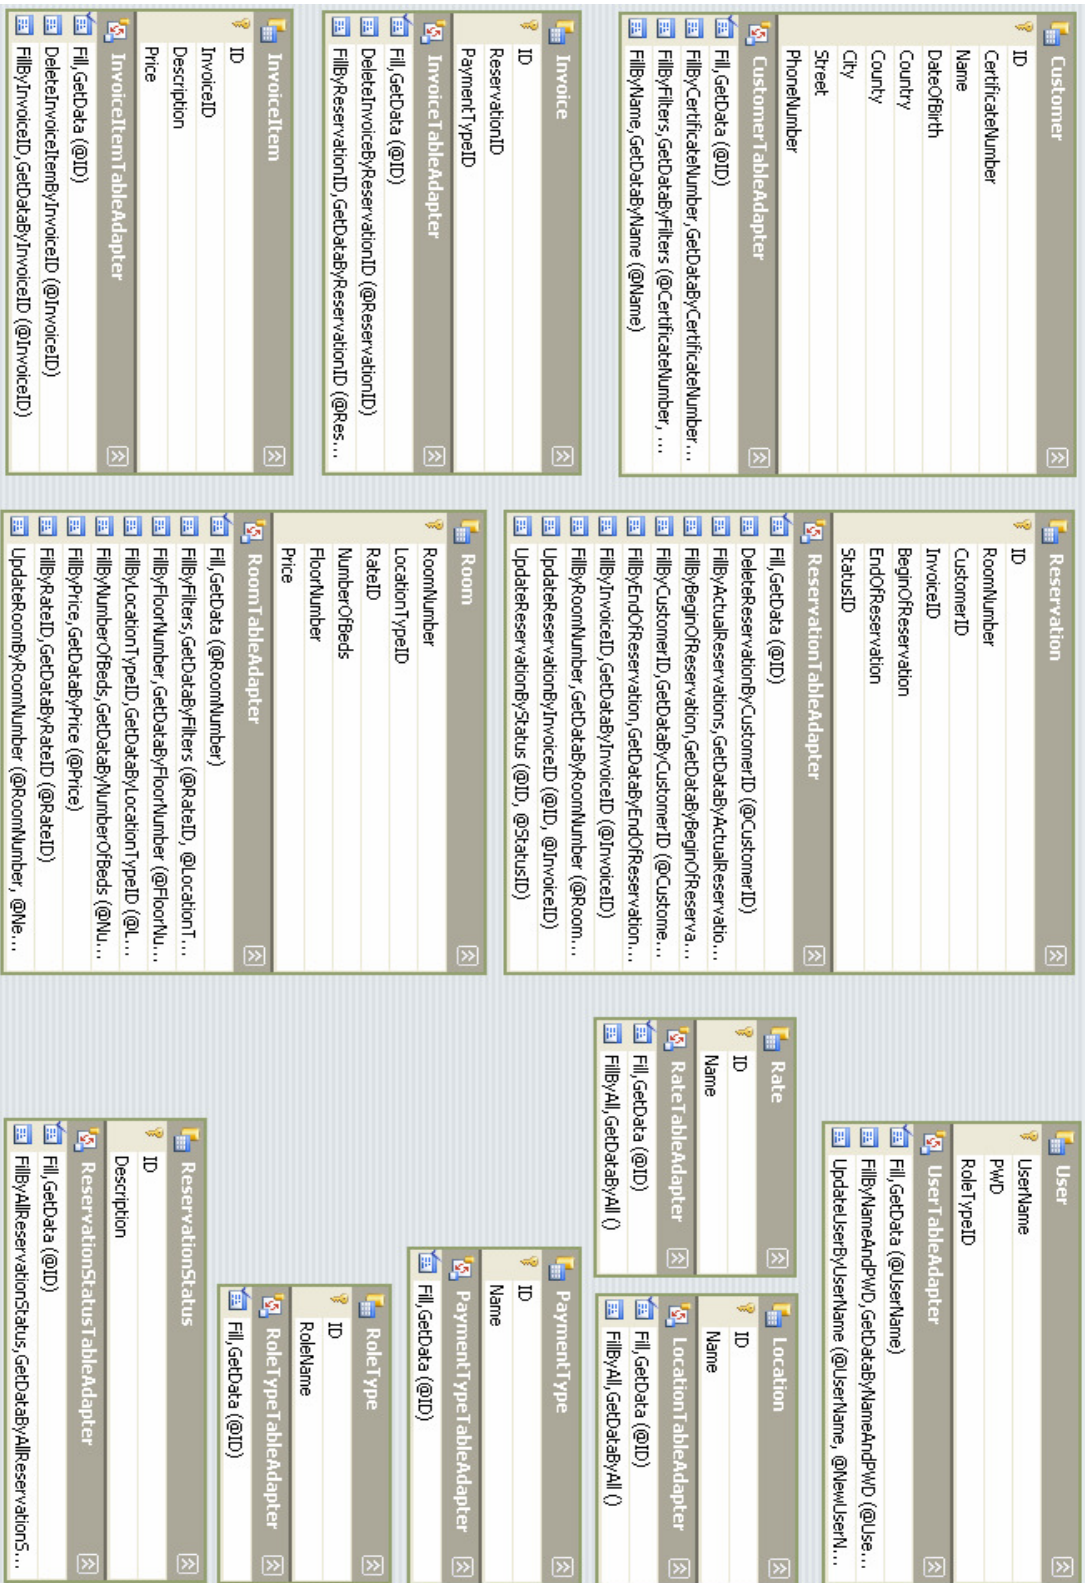 Customer
ID
CertificateNumber
Name
DateOfBirth
Country
County
City
Street
PhoneNumber
CustomerTableAdapter
Fill,GetData (@ID)
FillByCertificateNumber,GetDataByCertificateNumber...
FillByFilters,GetDataByFilters (@CertificateNumber, ...
FillByName,GetDataByName (@Name)
Invoice
ID
ReservationID
PaymentTypeID
InvoiceTableAdapter
Fill,GetData (@ID)
DeleteInvoiceByReservationID (@ReservationID)
FillByReservationID,GetDataByReservationID (@Res...
InvoiceItem
ID
InvoiceID
Description
Price
InvoiceItemTableAdapter
Fill,GetData (@ID)
DeleteInvoiceItemByInvoiceID (@InvoiceID)
FillByInvoiceID,GetDataByInvoiceID (@InvoiceID)
Reservation
ID
RoomNumber
CustomerID
InvoiceID
BeginOfReservation
EndOfReservation
StatusID
ReservationTableAdapter
Fill,GetData (@ID)
DeleteReservationByCustomerID (@CustomerID)
FillByActualReservations,GetDataByActualReservatio...
FillByBeginOfReservation,GetDataByBeginOfReserva...
FillByCustomerID,GetDataByCustomerID (@Custome...
FillByEndOfReservation,GetDataByEndOfReservation...
FillByInvoiceID,GetDataByInvoiceID (@InvoiceID)
FillByRoomNumber,GetDataByRoomNumber (@Room...
UpdateReservationByInvoiceID (@ID, @InvoiceID)
UpdateReservationByStatus (@ID, @StatusID)
Room
RoomNumber
LocationTypeID
RateID
NumberOfBeds
FloorNumber
Price
RoomTableAdapter
Fill,GetData (@RoomNumber)
FillByFilters,GetDataByFilters (@RateID, @LocationT...
FillByFloorNumber,GetDataByFloorNumber (@FloorNu...
FillByLocationTypeID,GetDataByLocationTypeID (@L...
FillByNumberOfBeds,GetDataByNumberOfBeds (@Nu...
FillByPrice,GetDataByPrice (@Price)
FillByRateID,GetDataByRateID (@RateID)
UpdateRoomByRoomNumber (@RoomNumber, @Ne...
User
UserName
PWD
RoleTypeID
UserTableAdapter
Fill,GetData (@UserName)
FillByNameAndPWD,GetDataByNameAndPWD (@Use...
UpdateUserByUserName (@UserName, @NewUserN...
Rate
ID
Name
RateTableAdapter
Fill,GetData (@ID)
FillByAll,GetDataByAll ()
Location
ID
Name
LocationTableAdapter
Fill,GetData (@ID)
FillByAll,GetDataByAll ()
PaymentType
ID
Name
PaymentTypeTableAdapter
Fill,GetData (@ID)
RoleType
ID
RoleName
RoleTypeTableAdapter
Fill,GetData (@ID)
ReservationStatus
ID
Description
ReservationStatusTableAdapter
Fill,GetData (@ID)
FillByAllReservationStatus,GetDataByAllReservationS...